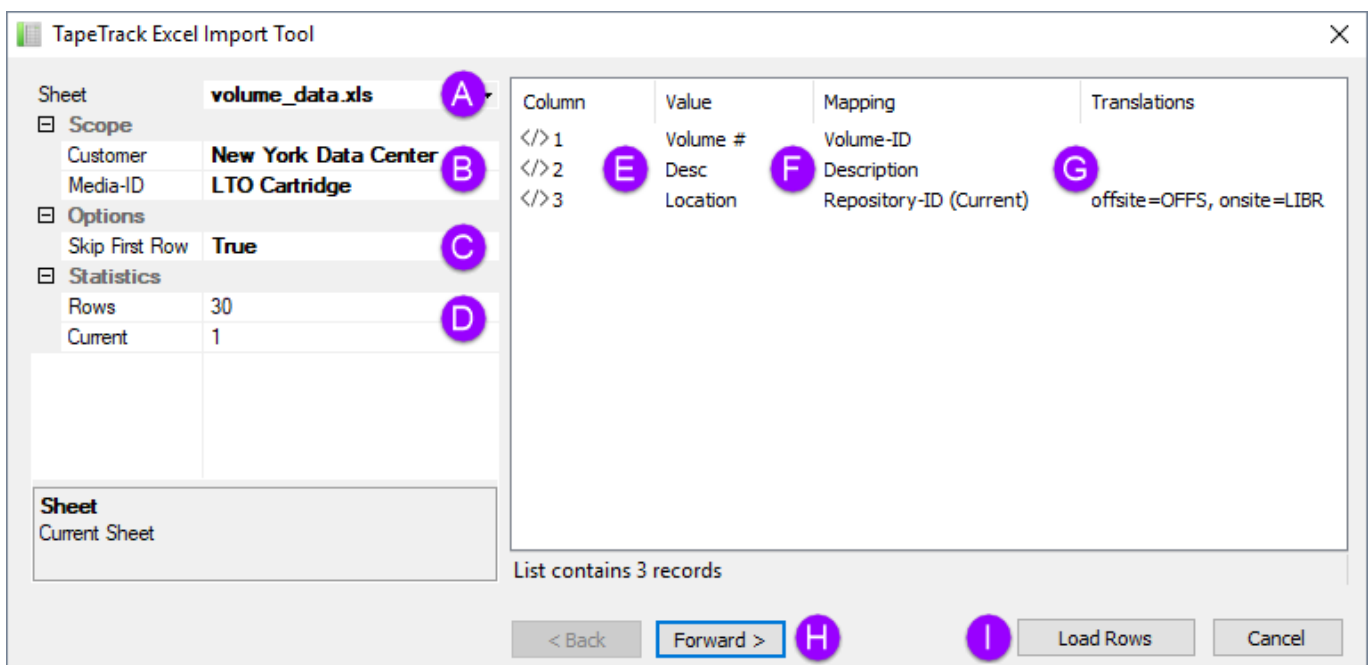 TapeTrack Excel Import Tool
Sheet volume_data.xls A
Scope
Customer New York Data Center
B
Media-ID LTO Cartridge
Options
Skip First Row True C
Statistics
Rows 30
D
Current 1
Sheet
Current Sheet
Column Value Mapping Translations
</>1 Volume # Volume-ID
</>2 E Desc F Description G
</>3 Location Repository-ID (Current) offsite=OFFS, onsite=LIBR
List contains 3 records
< Back Forward > H I Load Rows Cancel